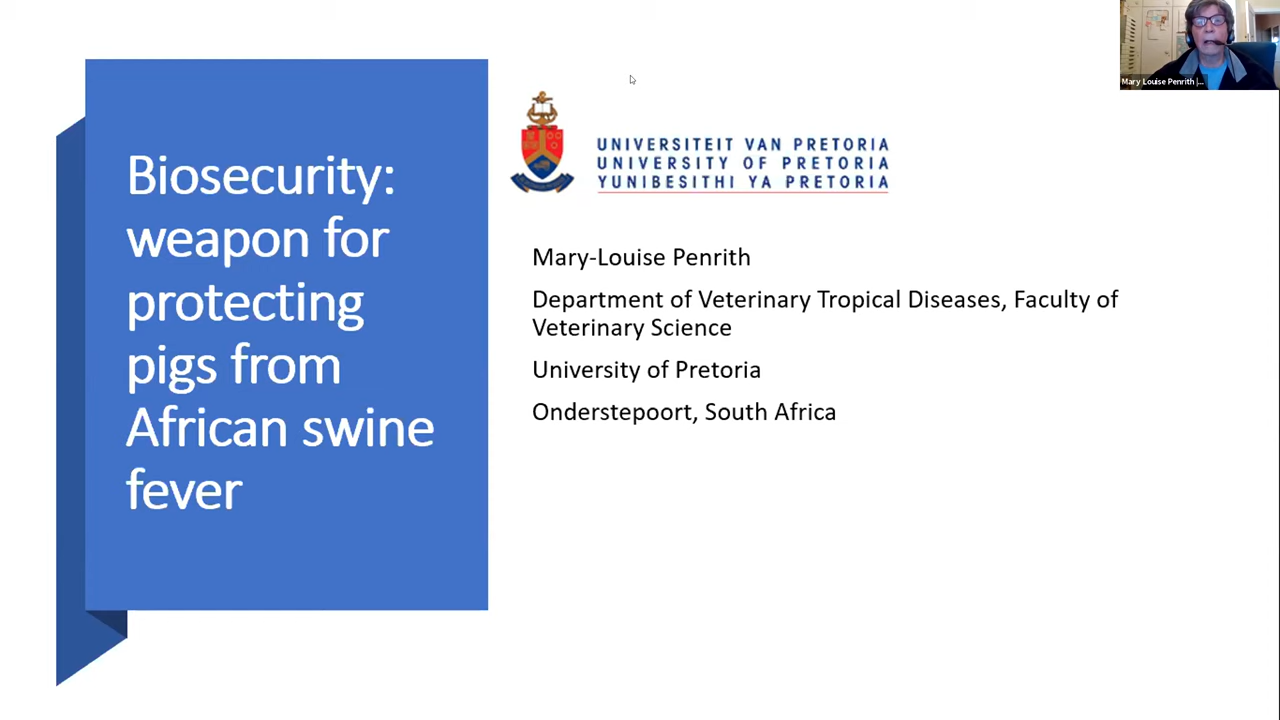 Biosecurity:
weapon for
protecting
pigs from
African swine
fever
UNIVERSITEIT VAN PRETORIA
UNIVERSITY OF PRETORIA
YUNIBESITHI YA PRETORIA
Mary-Louise Penrith
Department of Veterinary Tropical Diseases, Faculty of
Veterinary Science
University of Pretoria
Onderstepoort, South Africa
Mary Louise Penrith |...